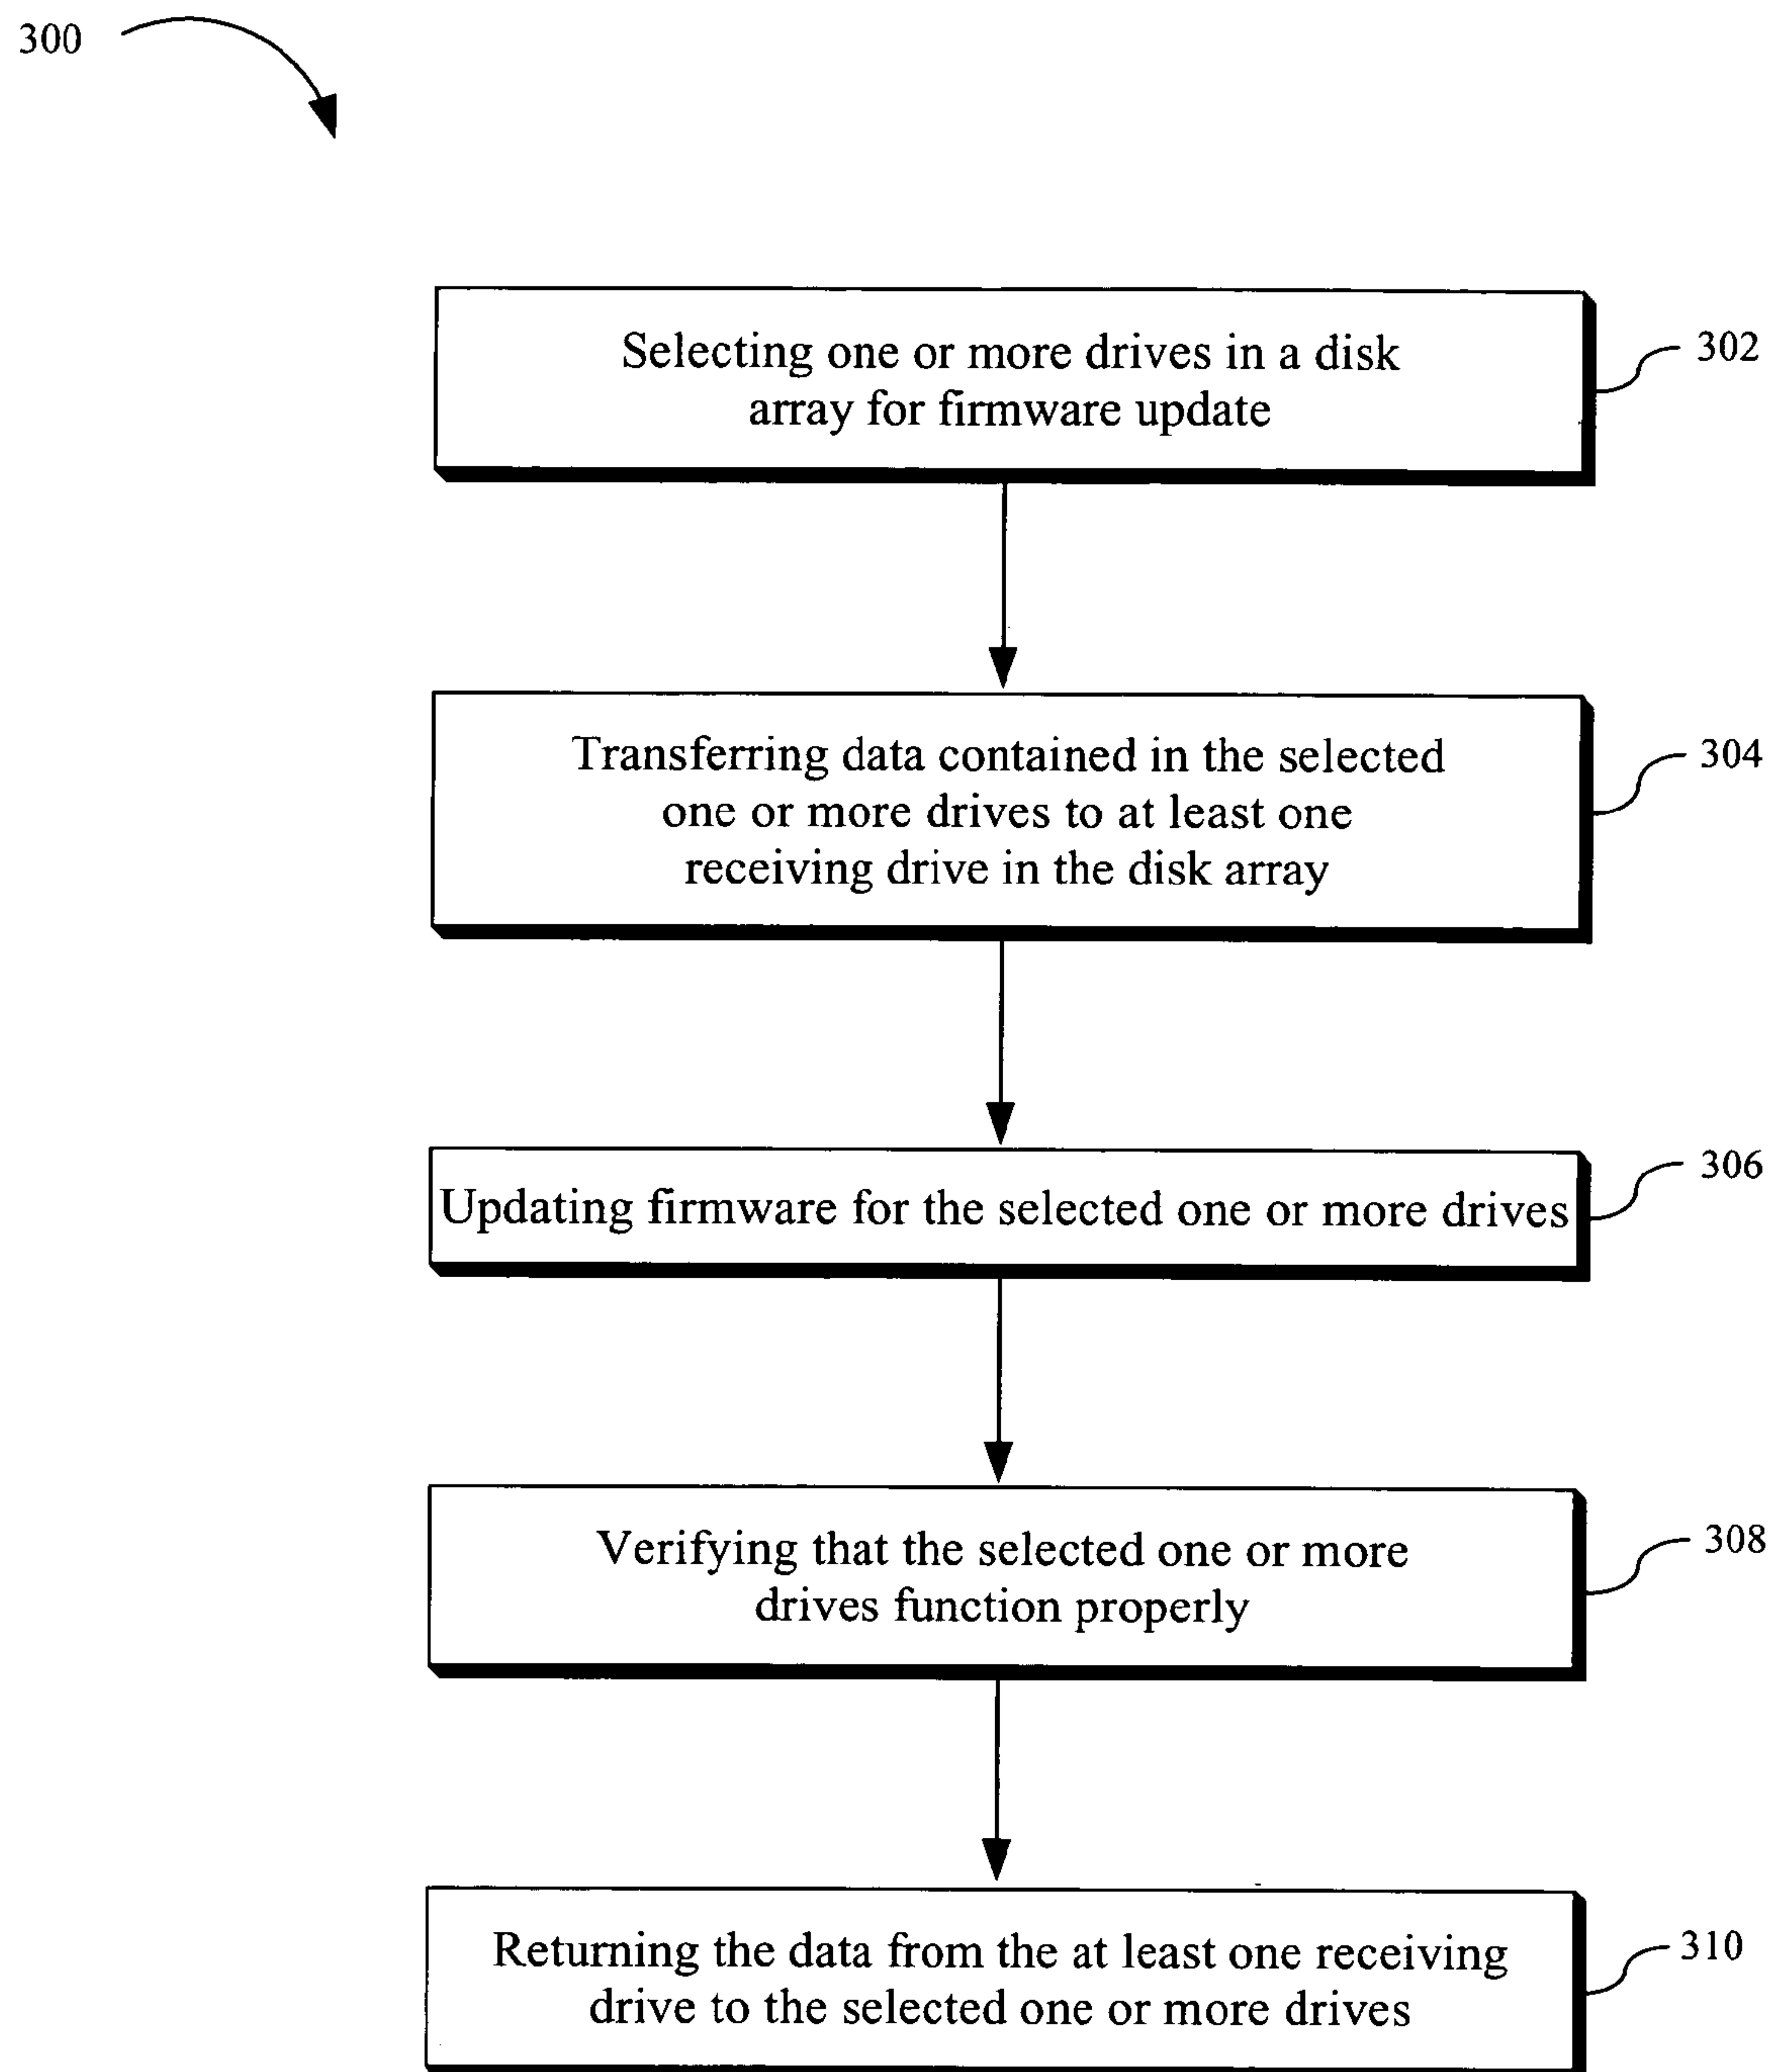 300
Selecting one or more drives in a disk
array for firmware update
302
Transferring data contained in the selected
one or more drives to at least one
receiving drive in the disk array
304
Updating firmware for the selected one or more drives
306
Verifying that the selected one or more
drives function properly
308
Returning the data from the at least one receiving
drive to the selected one or more drives
310